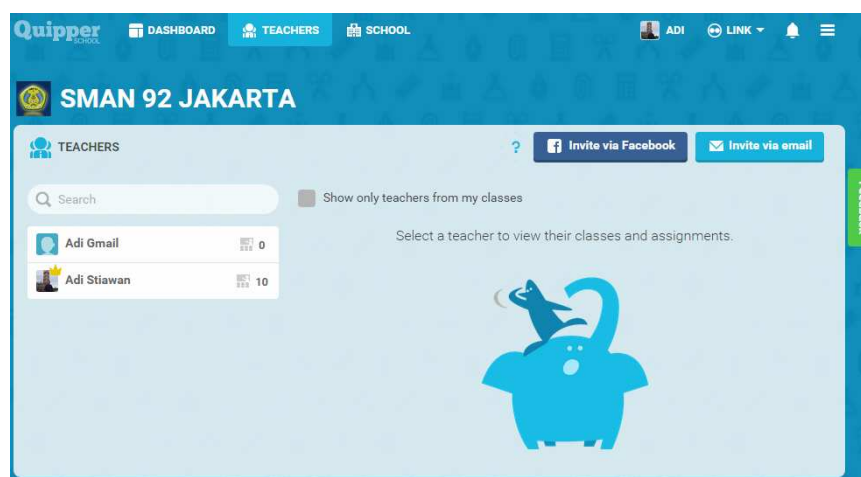 Quipper SCHOOL DASHBOARD TEACHERS SCHOOL ADI LINK
SMAN 92 JAKARTA
TEACHERS ? Invite via Facebook Invite via email
Search Show only teachers from my classes
Select a teacher to view their classes and assignments.
Adi Gmail 0
Adi Stiawan 10